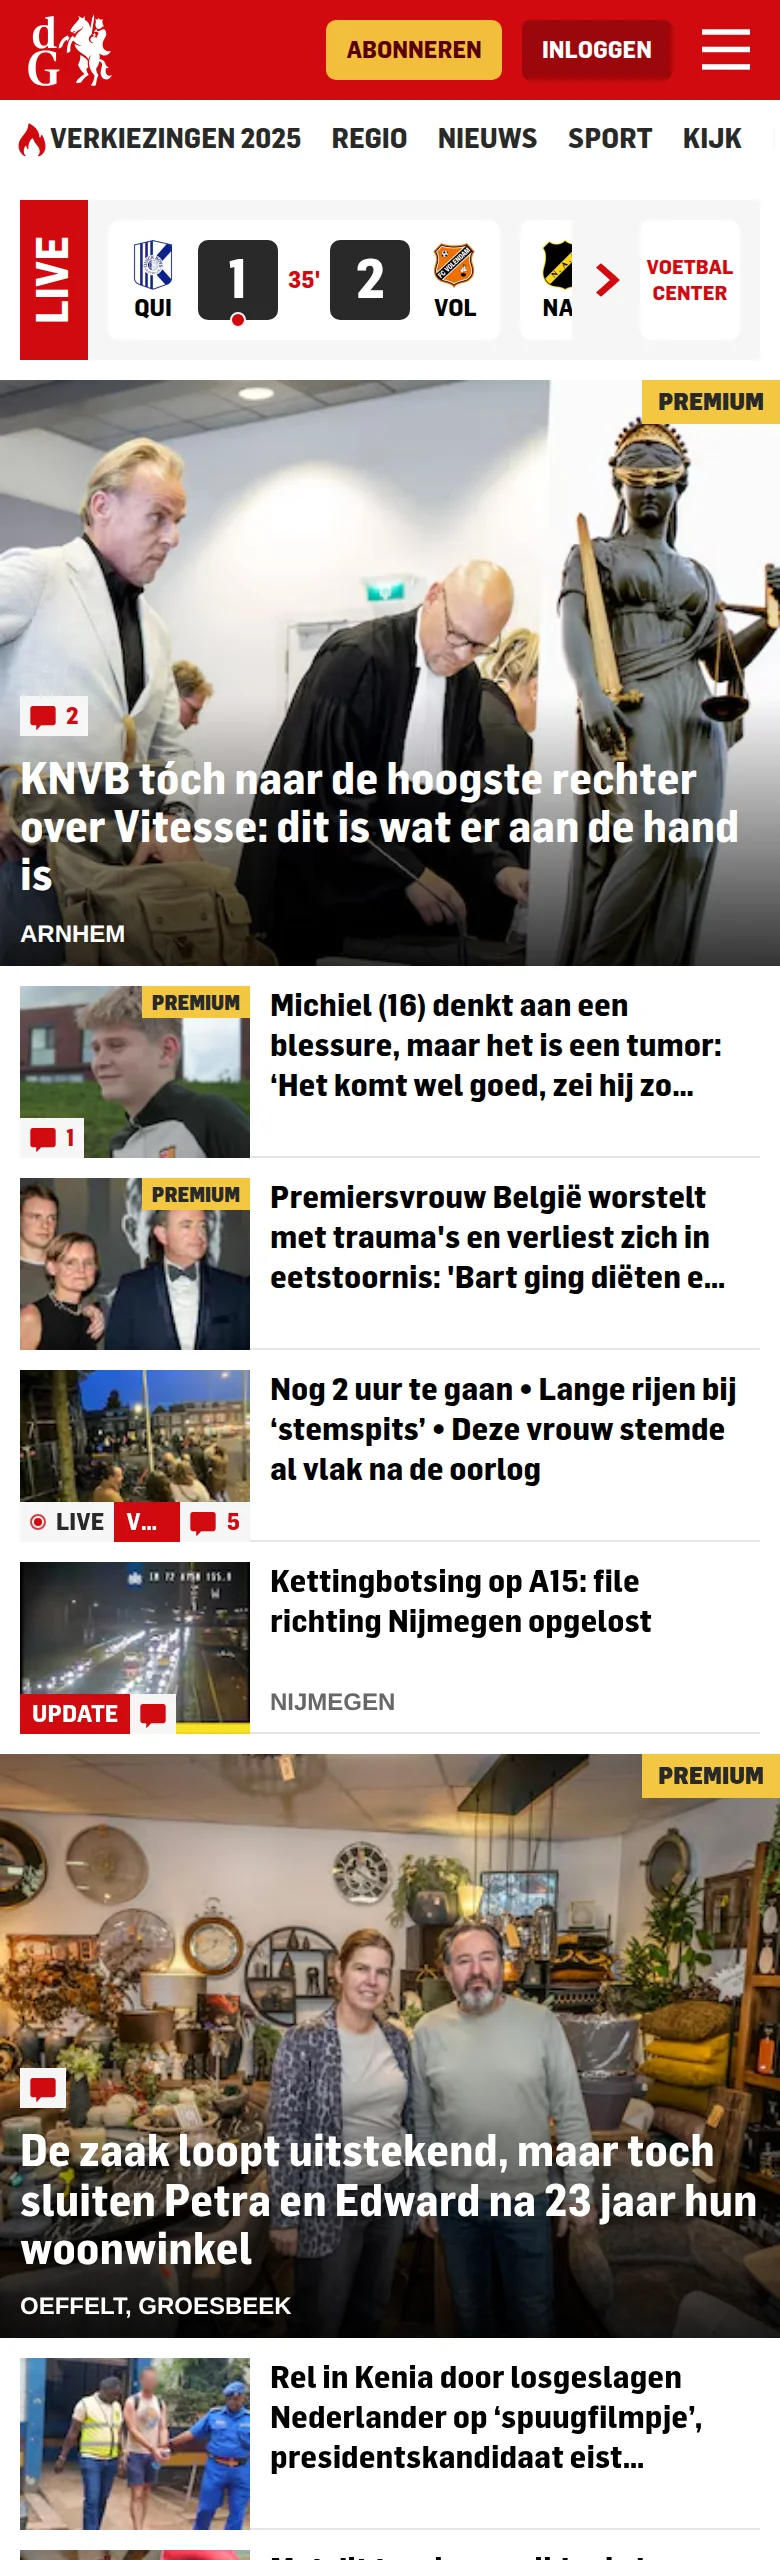 dG
ABONNEREN
INLOGGEN
VERKIEZINGEN 2025
REGIO
NIEUWS
SPORT
KIJK
LIVE
QUI
1
35'
2
FC VOLENDAM
VOL
NA
VOETBAL
CENTER
PREMIUM
2
KNVB tóch naar de hoogste rechter
over Vitesse: dit is wat er aan de hand
is
ARNHEM
PREMIUM
1
Michiel (16) denkt aan een
blessure, maar het is een tumor:
‘Het komt wel goed, zei hij zo...
PREMIUM
Premiersvrouw België worstelt
met trauma's en verliest zich in
eetstoornis: 'Bart ging diëten e...
LIVE
V...
5
Nog 2 uur te gaan • Lange rijen bij
‘stemspits’ • Deze vrouw stemde
al vlak na de oorlog
UPDATE
Kettingbotsing op A15: file
richting Nijmegen opgelost
NIJMEGEN
PREMIUM
De zaak loopt uitstekend, maar toch
sluiten Petra en Edward na 23 jaar hun
woonwinkel
OEFFELT, GROESBEEK
Rel in Kenia door losgeslagen
Nederlander op ‘spuugfilmpje’,
presidentskandidaat eist...